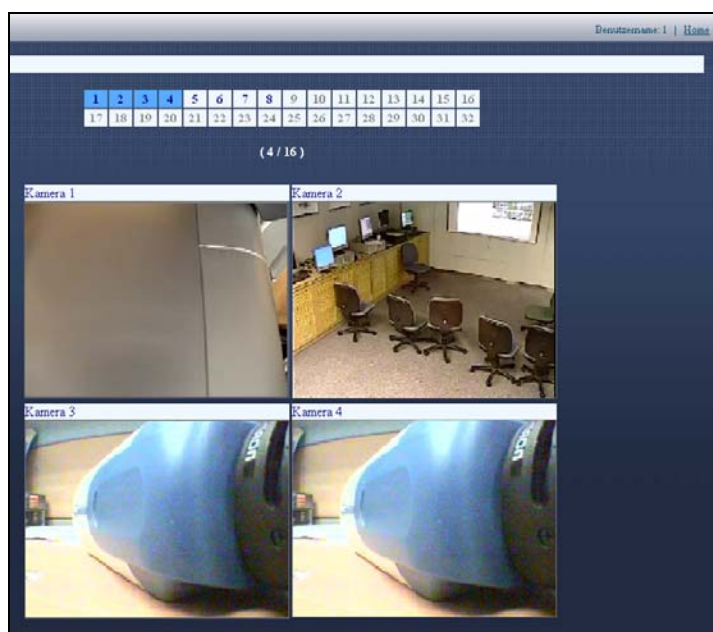 Benutzername: 1 | Home
1 2 3 4 5 6 7 8 9 10 11 12 13 14 15 16
17 18 19 20 21 22 23 24 25 26 27 28 29 30 31 32
( 4 / 16 )
Kamera 1
Kamera 2
Kamera 3
Kamera 4